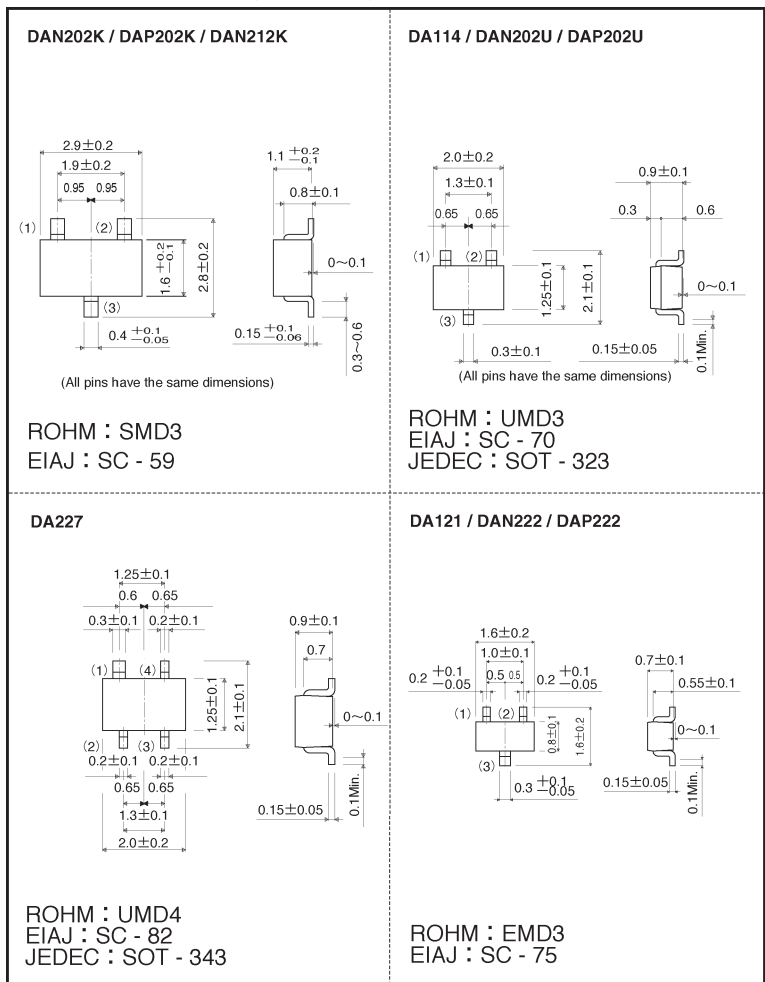 DAN202K / DAP202K / DAN212K
2.9±0.2
1.9±0.2
0.95 0.95
(1) (2)
(3)
1.6 +0.2 −0.1
2.8±0.2
0.4 +0.1 −0.05
1.1 +0.2 −0.1
0.8±0.1
0∼0.1
0.15 +0.1 −0.06
0.3∼0.6
(All pins have the same dimensions)
ROHM : SMD3
EIAJ : SC - 59
DA114 / DAN202U / DAP202U
2.0±0.2
1.3±0.1
0.65 0.65
(1) (2)
(3)
1.25±0.1
2.1±0.1
0.3±0.1
0.9±0.1
0.3 0.6
0∼0.1
0.15±0.05
0.1Min.
(All pins have the same dimensions)
ROHM : UMD3
EIAJ : SC - 70
JEDEC : SOT - 323
DA227
1.25±0.1
0.6 0.65
0.3±0.1 0.2±0.1
(1) (4)
(2) (3)
1.25±0.1
2.1±0.1
0.2±0.1 0.2±0.1
0.65 0.65
1.3±0.1
2.0±0.2
0.9±0.1
0.7
0∼0.1
0.15±0.05
0.1Min.
ROHM : UMD4
EIAJ : SC - 82
JEDEC : SOT - 343
DA121 / DAN222 / DAP222
1.6±0.2
1.0±0.1
0.2 +0.1 −0.05
0.5 0.5
0.2 +0.1 −0.05
(1) (2)
(3)
0.8±0.1
1.6±0.2
0.3 +0.1 −0.05
0.7±0.1
0.55±0.1
0∼0.1
0.15±0.05
0.1Min.
ROHM : EMD3
EIAJ : SC - 75